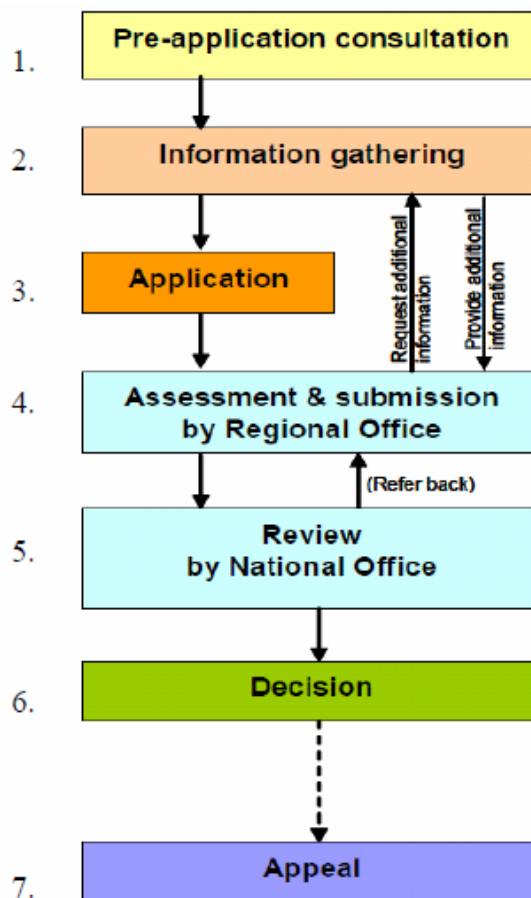 1.
Pre-application consultation
2.
Information gathering
3.
Application
Request additional
information
Provide additional
information
4.
Assessment & submission
by Regional Office
(Refer back)
5.
Review
by National Office
6.
Decision
7.
Appeal